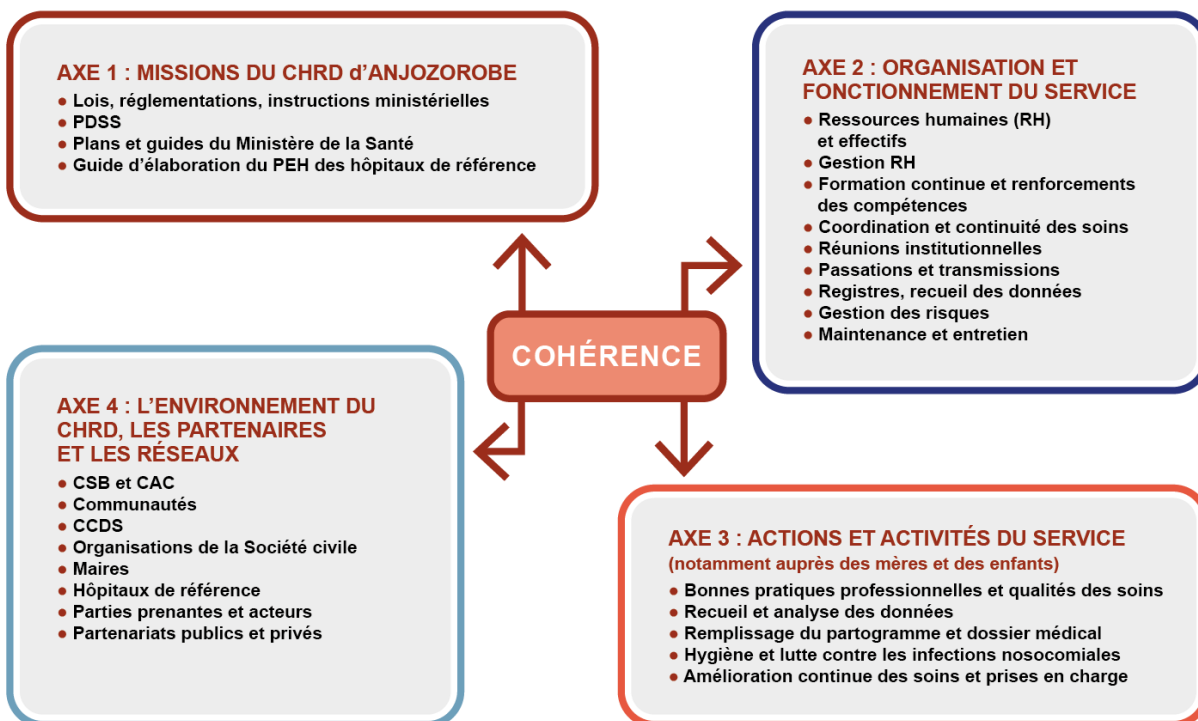 AXE 1 : MISSIONS DU CHRD d’ANJOZOROBE
● Lois, réglementations, instructions ministérielles
● PDSS
● Plans et guides du Ministère de la Santé
● Guide d’élaboration du PEH des hôpitaux de référence
AXE 2 : ORGANISATION ET
FONCTIONNEMENT DU SERVICE
● Ressources humaines (RH)
et effectifs
● Gestion RH
● Formation continue et renforcements
des compétences
● Coordination et continuité des soins
● Réunions institutionnelles
● Passations et transmissions
● Registres, recueil des données
● Gestion des risques
● Maintenance et entretien
COHÉRENCE
AXE 4 : L’ENVIRONNEMENT DU
CHRD, LES PARTENAIRES
ET LES RÉSEAUX
● CSB et CAC
● Communautés
● CCDS
● Organisations de la Société civile
● Maires
● Hôpitaux de référence
● Parties prenantes et acteurs
● Partenariats publics et privés
AXE 3 : ACTIONS ET ACTIVITÉS DU SERVICE
(notamment auprès des mères et des enfants)
● Bonnes pratiques professionnelles et qualités des soins
● Recueil et analyse des données
● Remplissage du partogramme et dossier médical
● Hygiène et lutte contre les infections nosocomiales
● Amélioration continue des soins et prises en charge